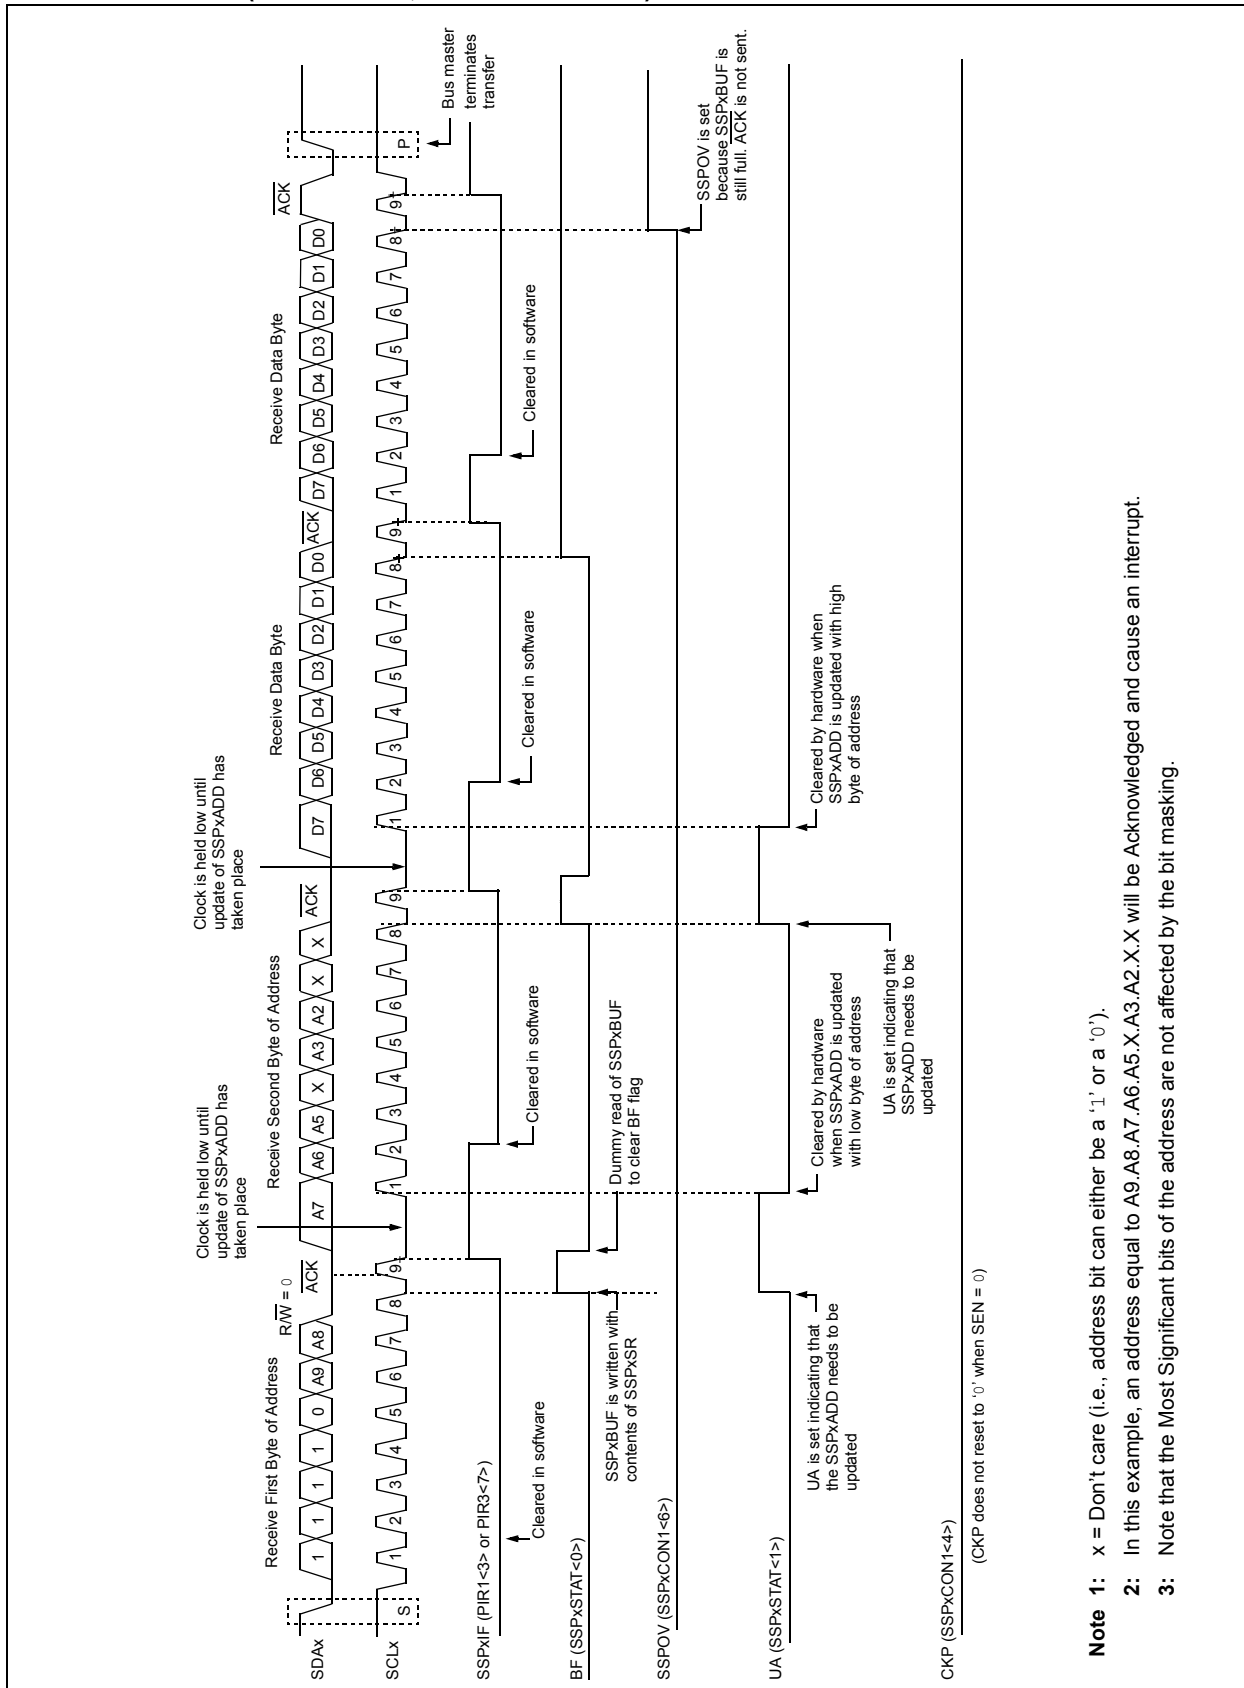 Receive First Byte of Address
R/W = 0
Clock is held low until
update of SSPxADD has
taken place
Receive Second Byte of Address
Clock is held low until
update of SSPxADD has
taken place
Receive Data Byte
Receive Data Byte
SDAx
1 1 1 1 0 A9 A8 ACK A7 A6 A5 X A3 A2 X X ACK D7 D6 D5 D4 D3 D2 D1 D0 ACK D7 D6 D5 D4 D3 D2 D1 D0 ACK
SCLx
S 1 2 3 4 5 6 7 8 9 1 2 3 4 5 6 7 8 9 1 2 3 4 5 6 7 8 9 1 2 3 4 5 6 7 8 9 P
Bus master
terminates
transfer
SSPxIF (PIR1<3> or PIR3<7>)
Cleared in software
Cleared in software
Cleared in software
Cleared in software
BF (SSPxSTAT<0>)
SSPxBUF is written with
contents of SSPxSR
Dummy read of SSPxBUF
to clear BF flag
SSPOV (SSPxCON1<6>)
SSPOV is set
because SSPxBUF is
still full. ACK is not sent.
UA (SSPxSTAT<1>)
UA is set indicating that
the SSPxADD needs to be
updated
Cleared by hardware
when SSPxADD is updated
with low byte of address
UA is set indicating that
SSPxADD needs to be
updated
Cleared by hardware when
SSPxADD is updated with high
byte of address
CKP (SSPxCON1<4>)
(CKP does not reset to ‘0’ when SEN = 0)
Note 1: x = Don’t care (i.e., address bit can either be a ‘1’ or a ‘0’).
2: In this example, an address equal to A9.A8.A7.A6.A5.X.A3.A2.X.X will be Acknowledged and cause an interrupt.
3: Note that the Most Significant bits of the address are not affected by the bit masking.